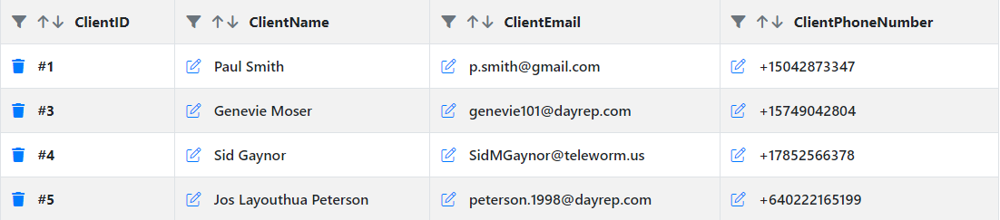 ClientID ClientName ClientEmail ClientPhoneNumber
#1 Paul Smith p.smith@gmail.com +15042873347
#3 Genevie Moser genevie101@dayrep.com +15749042804
#4 Sid Gaynor SidMGaynor@teleworm.us +17852566378
#5 Jos Layouthua Peterson peterson.1998@dayrep.com +640222165199